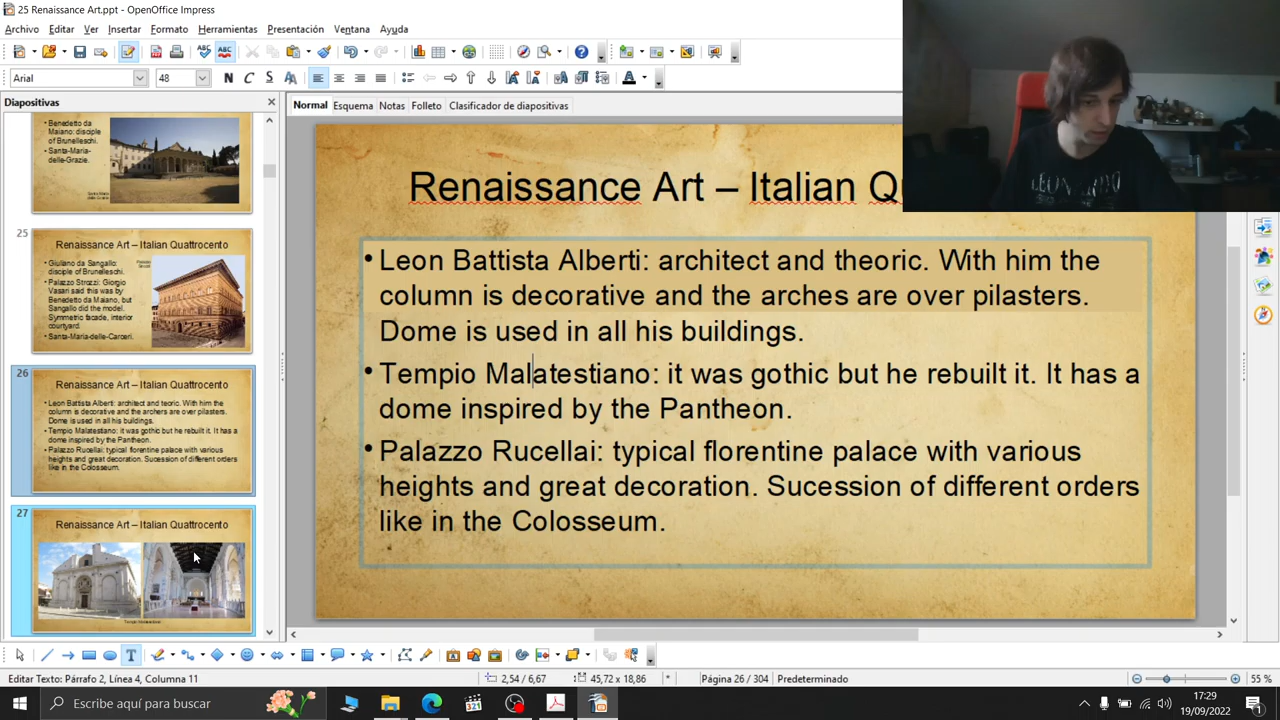 25 Renaissance Art.ppt - OpenOffice Impress
Archivo Editar Ver Insertar Formato Herramientas Presentación Ventana Ayuda
Arial 48 N C S
Diapositivas
Normal Esquema Notas Folleto Clasificador de diapositivas
Benedetto da
Maiano: disciple
of Brunelleschi.
Santa-Maria-
delle-Grazie.
25
Renaissance Art – Italian Quattrocento
Giuliano da Sangallo:
disciple of Brunelleschi.
Palazzo Strozzi: Giorgio
Vasari said this was by
Benedetto da Maiano, but
Sangallo did the model.
Symmetric facade, interior
courtyard.
Santa-Maria-delle-Carceri.
Palazzo
Strozzi
26
Renaissance Art – Italian Quattrocento
Leon Battista Alberti: architect and teoric. With him the
column is decorative and the archers are over pilasters.
Dome is used in all his buildings.
Tempio Malatestiano: it was gothic but he rebuilt it. It has a
dome inspired by the Pantheon.
Palazzo Rucellai: typical florentine palace with various
heights and great decoration. Sucession of different orders
like in the Colosseum.
27
Renaissance Art – Italian Quattrocento
Tempio Malatestiano
Renaissance Art – Italian Qu
• Leon Battista Alberti: architect and theoric. With him the
column is decorative and the arches are over pilasters.
Dome is used in all his buildings.
• Tempio Malatestiano: it was gothic but he rebuilt it. It has a
dome inspired by the Pantheon.
• Palazzo Rucellai: typical florentine palace with various
heights and great decoration. Sucession of different orders
like in the Colosseum.
Editar Texto: Párrafo 2, Línea 4, Columna 11 2,54 / 6,67 45,72 x 18,86 * Página 26 / 304 Predeterminado 55 %
Escribe aquí para buscar
17:29
19/09/2022